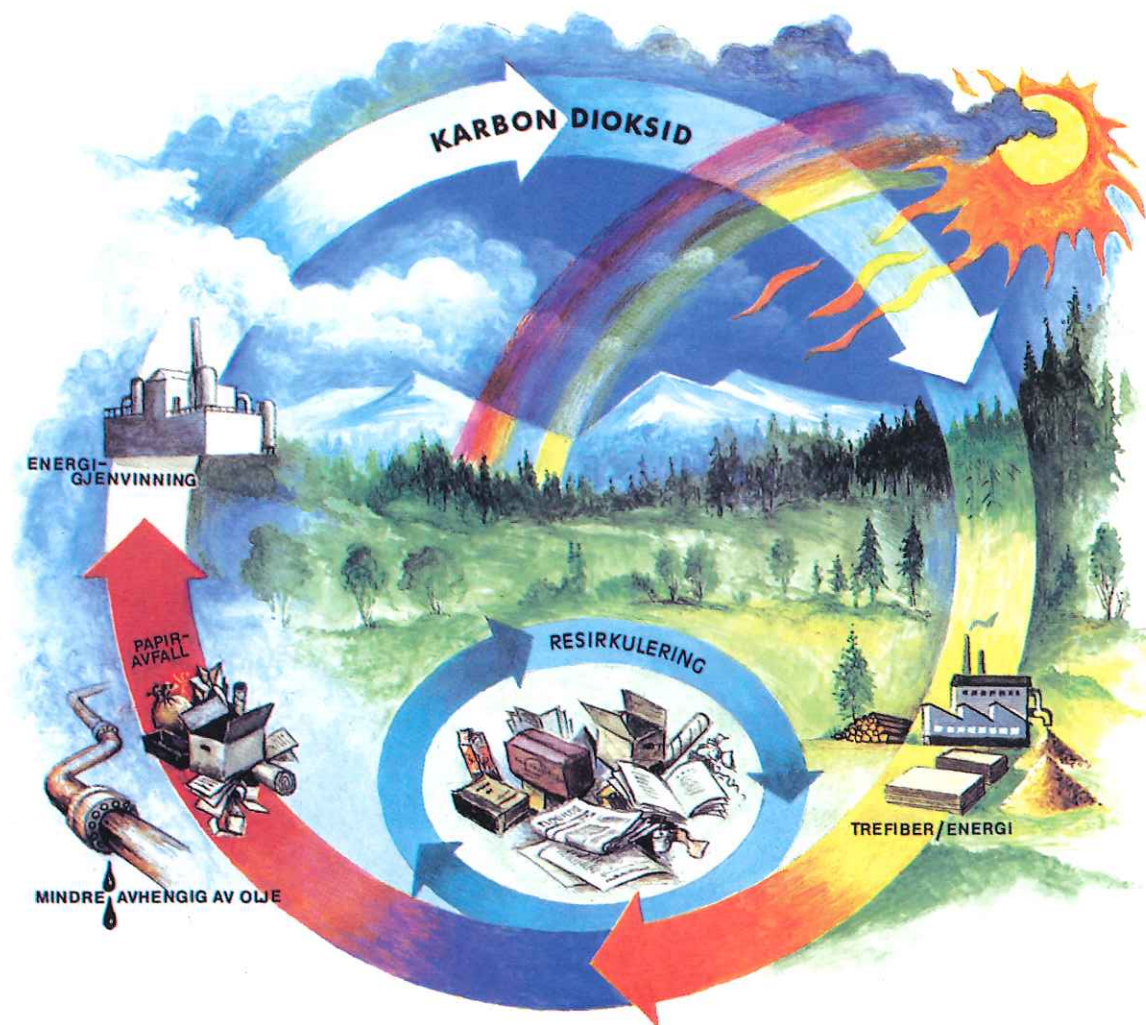 KARBON DIOKSID
ENERGI-
GJENVINNING
PAPIR-
AVFALL
RESIRKULERING
TREFIBER/ENERGI
MINDRE AVHENGIG AV OLJE